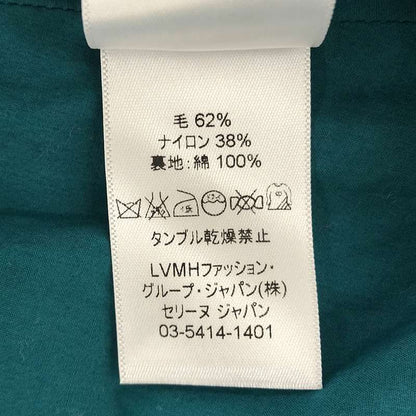 毛 62%
ナイロン 38%
裏地:綿 100%
タンブル乾燥禁止
LVMHファッション・
グループ・ジャパン(株)
セリーヌ ジャパン
03-5414-1401